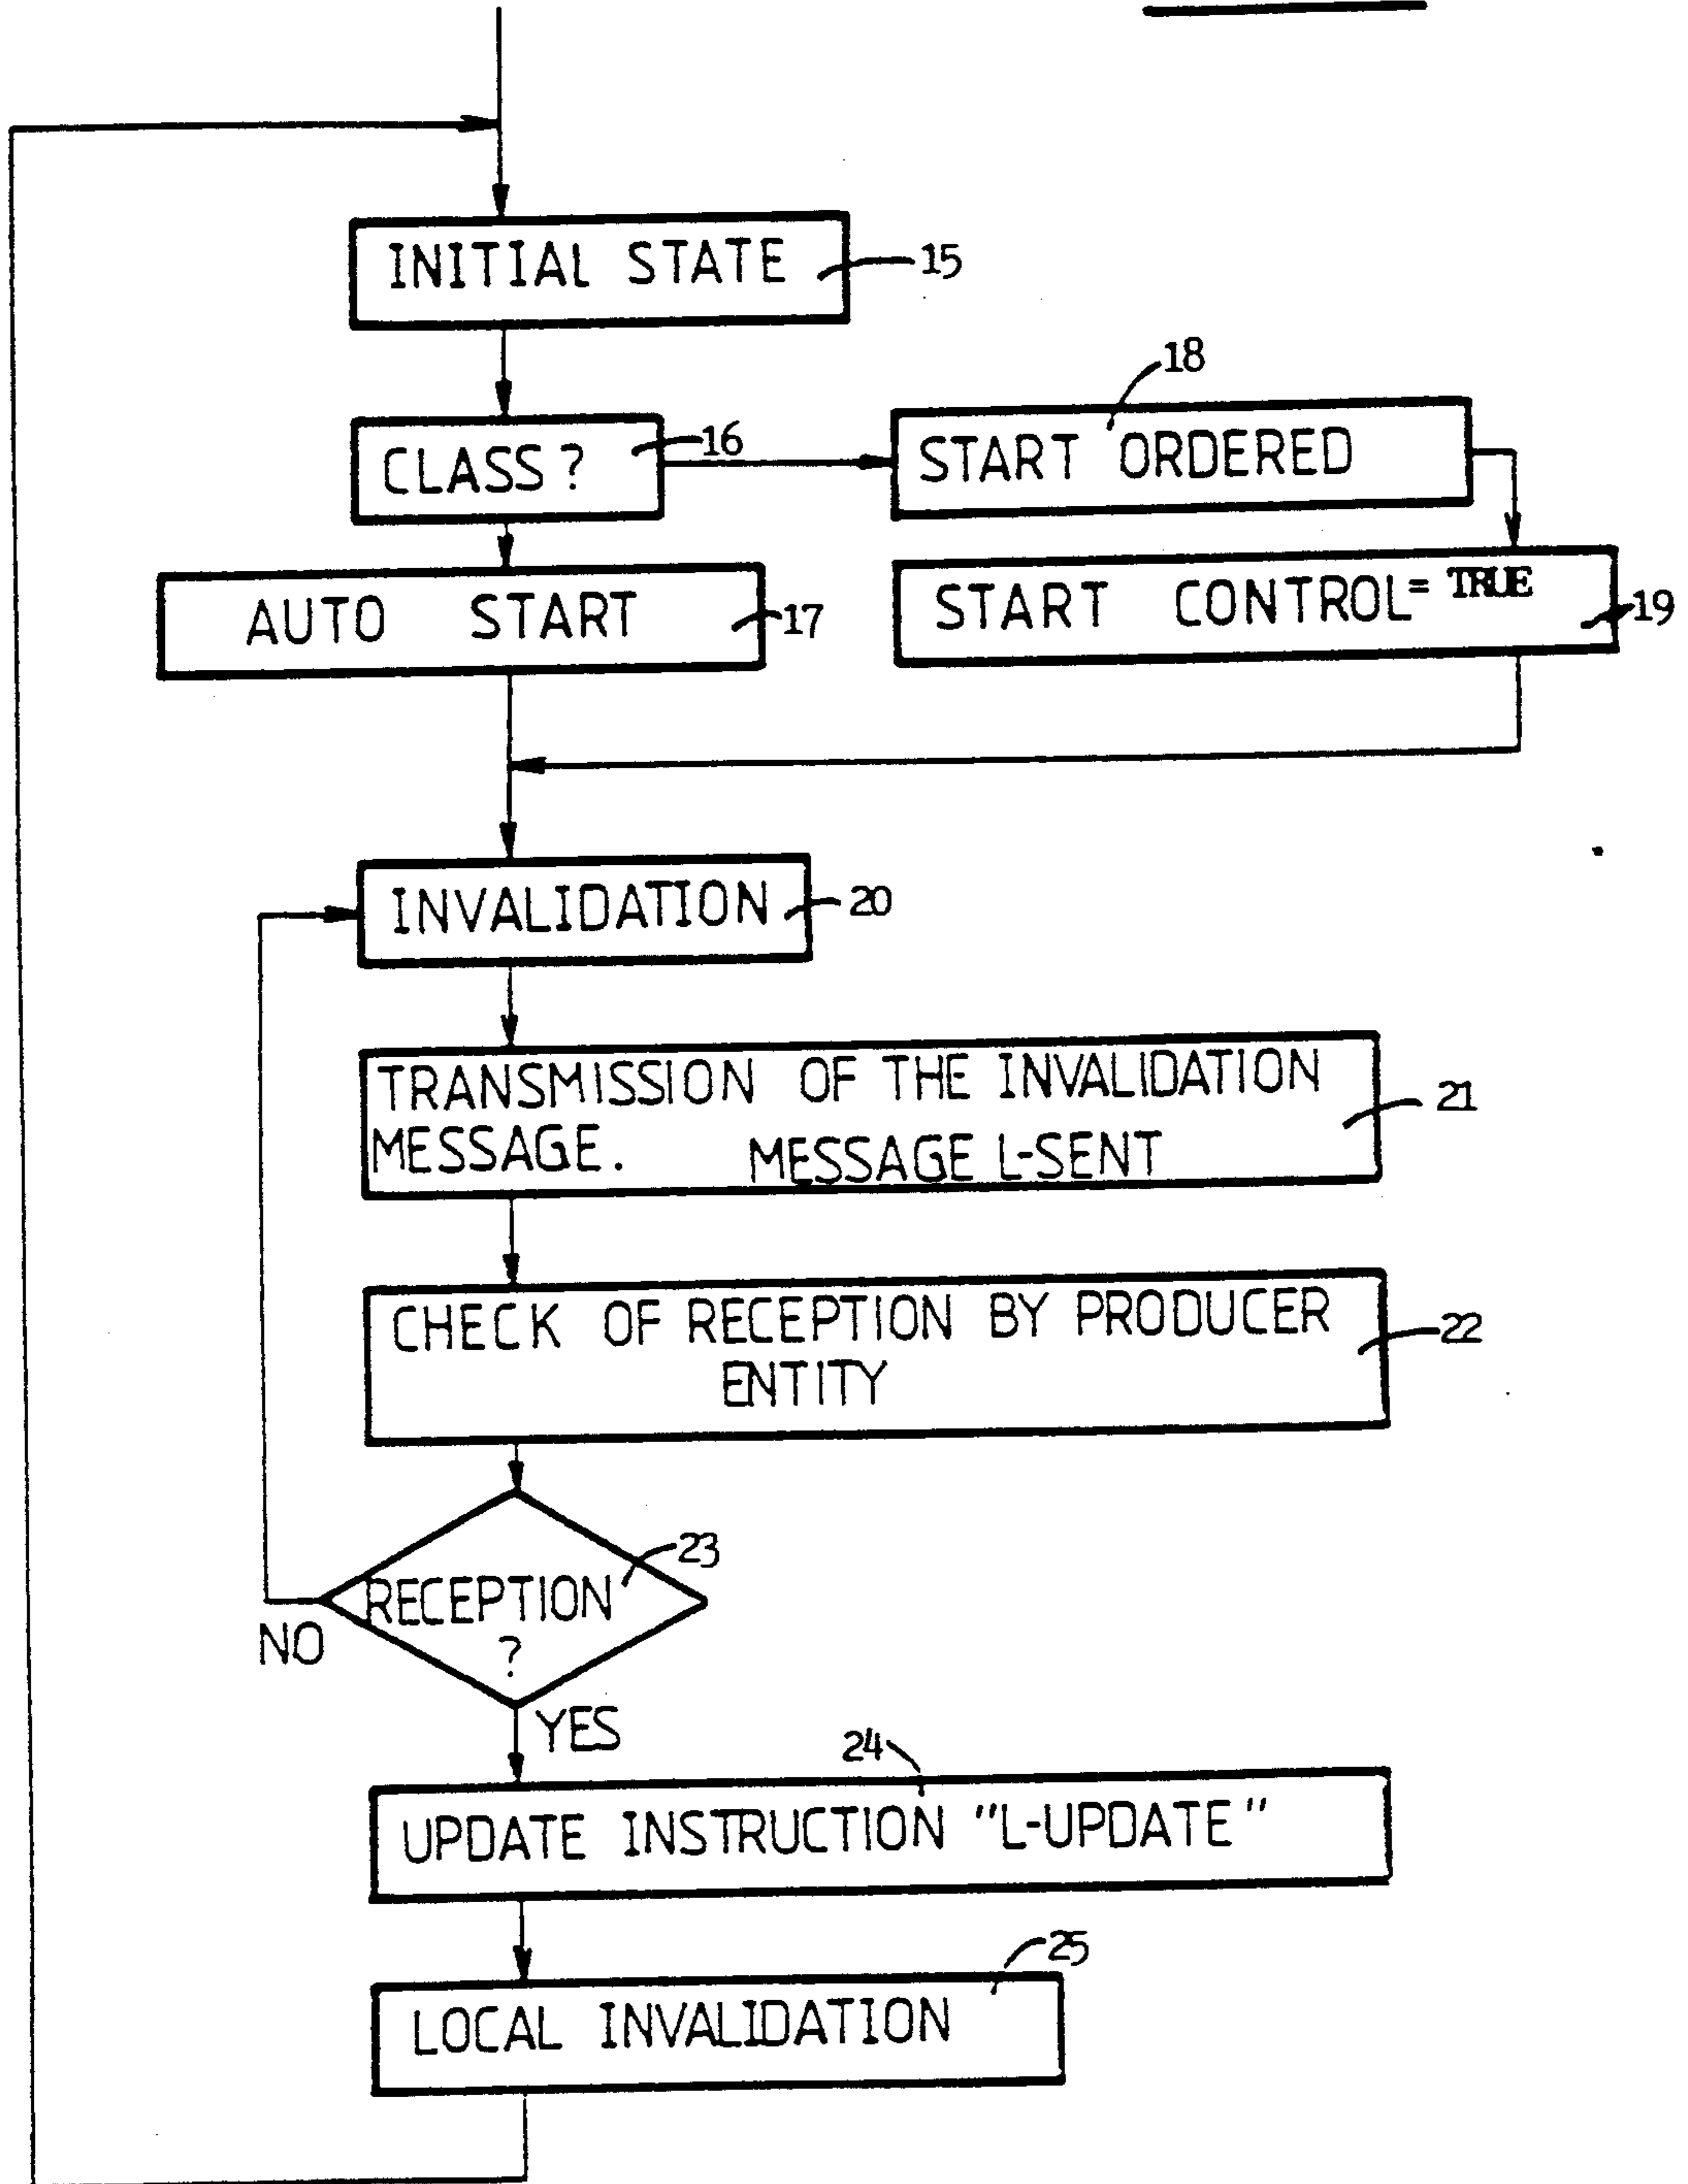 INITIAL STATE
15
18
CLASS?
16
START ORDERED
AUTO START
17
START CONTROL= TRUE
19
INVALIDATION
20
TRANSMISSION OF THE INVALIDATION
MESSAGE. MESSAGE L-SENT
21
CHECK OF RECEPTION BY PRODUCER
ENTITY
22
23
RECEPTION
?
NO
YES
24
UPDATE INSTRUCTION "L-UPDATE"
25
LOCAL INVALIDATION